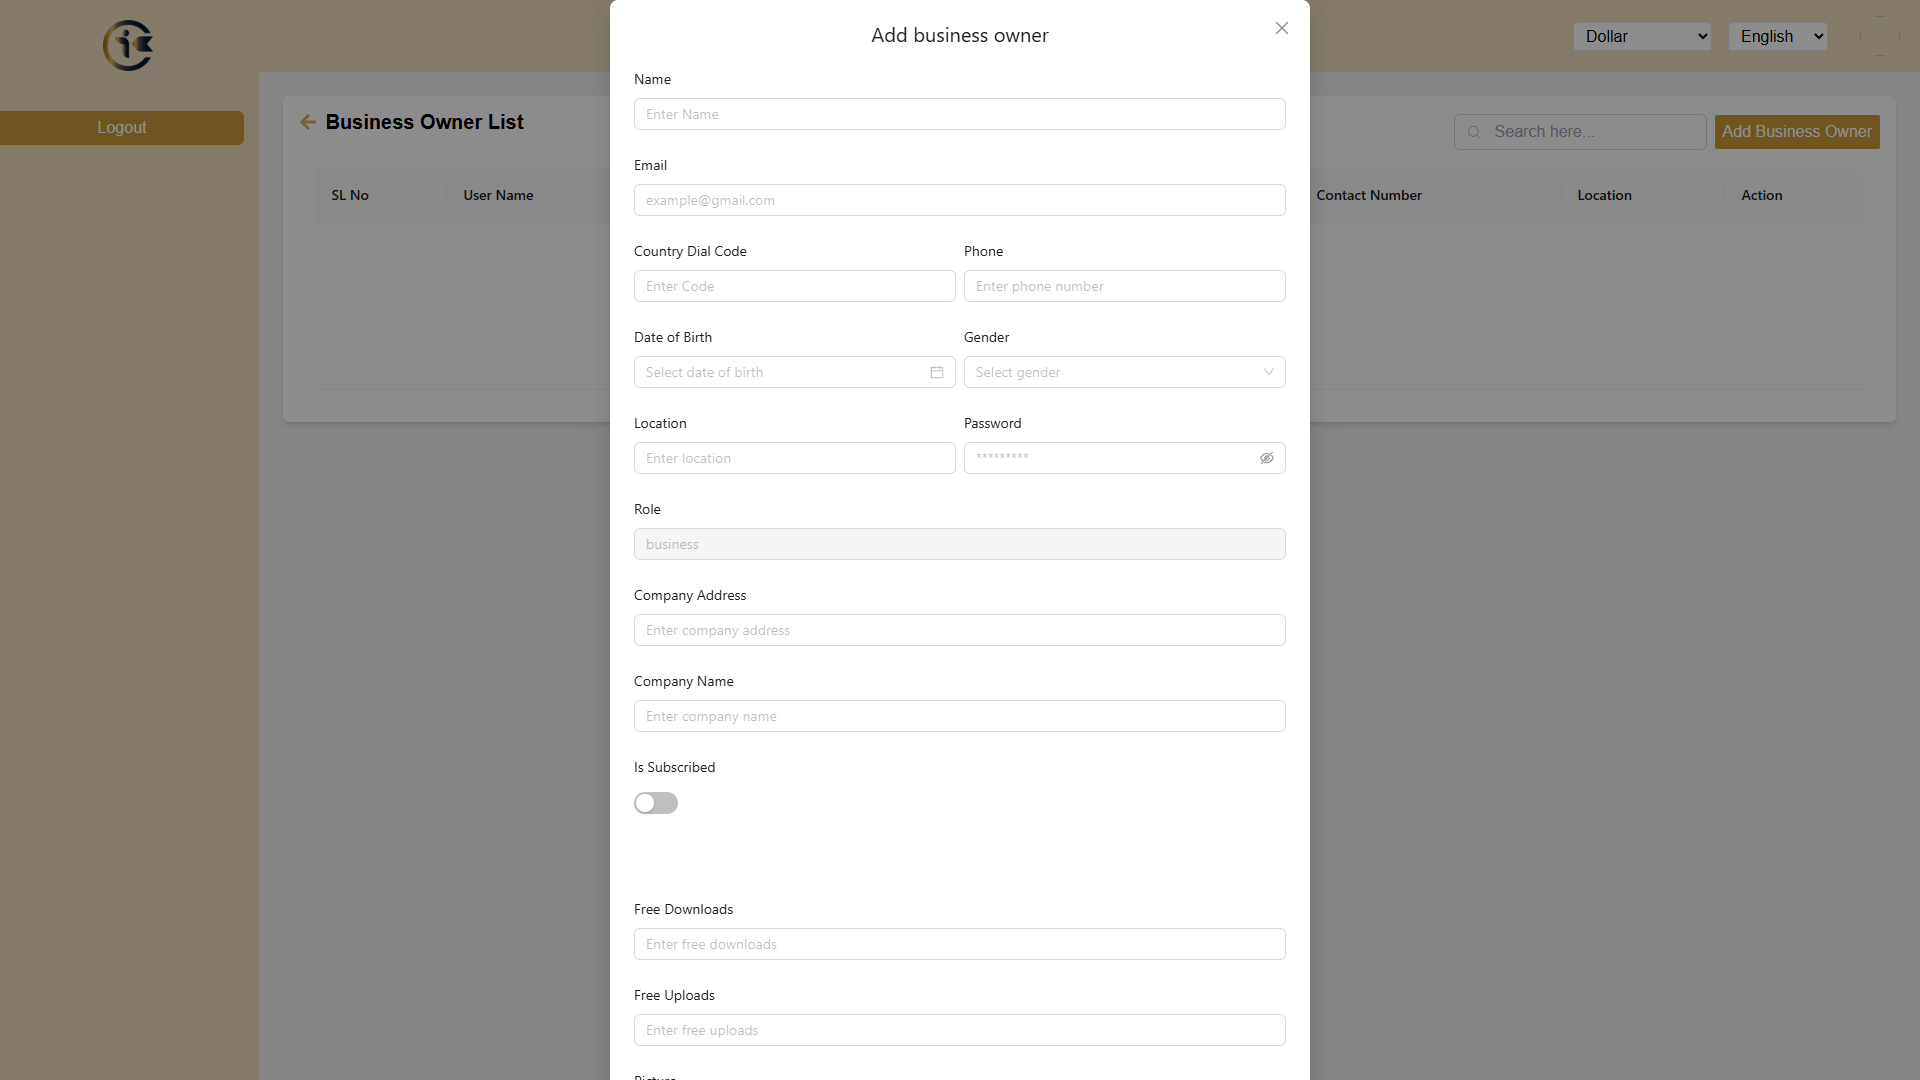 Add business owner
Dollar
English
Logout
Business Owner List
Search here...
Add Business Owner
SL No
User Name
Contact Number
Location
Action
Name
Enter Name
Email
example@gmail.com
Country Dial Code
Phone
Enter Code
Enter phone number
Date of Birth
Gender
Select date of birth
Select gender
Location
Password
Enter location
*********
Role
business
Company Address
Enter company address
Company Name
Enter company name
Is Subscribed
Free Downloads
Enter free downloads
Free Uploads
Enter free uploads